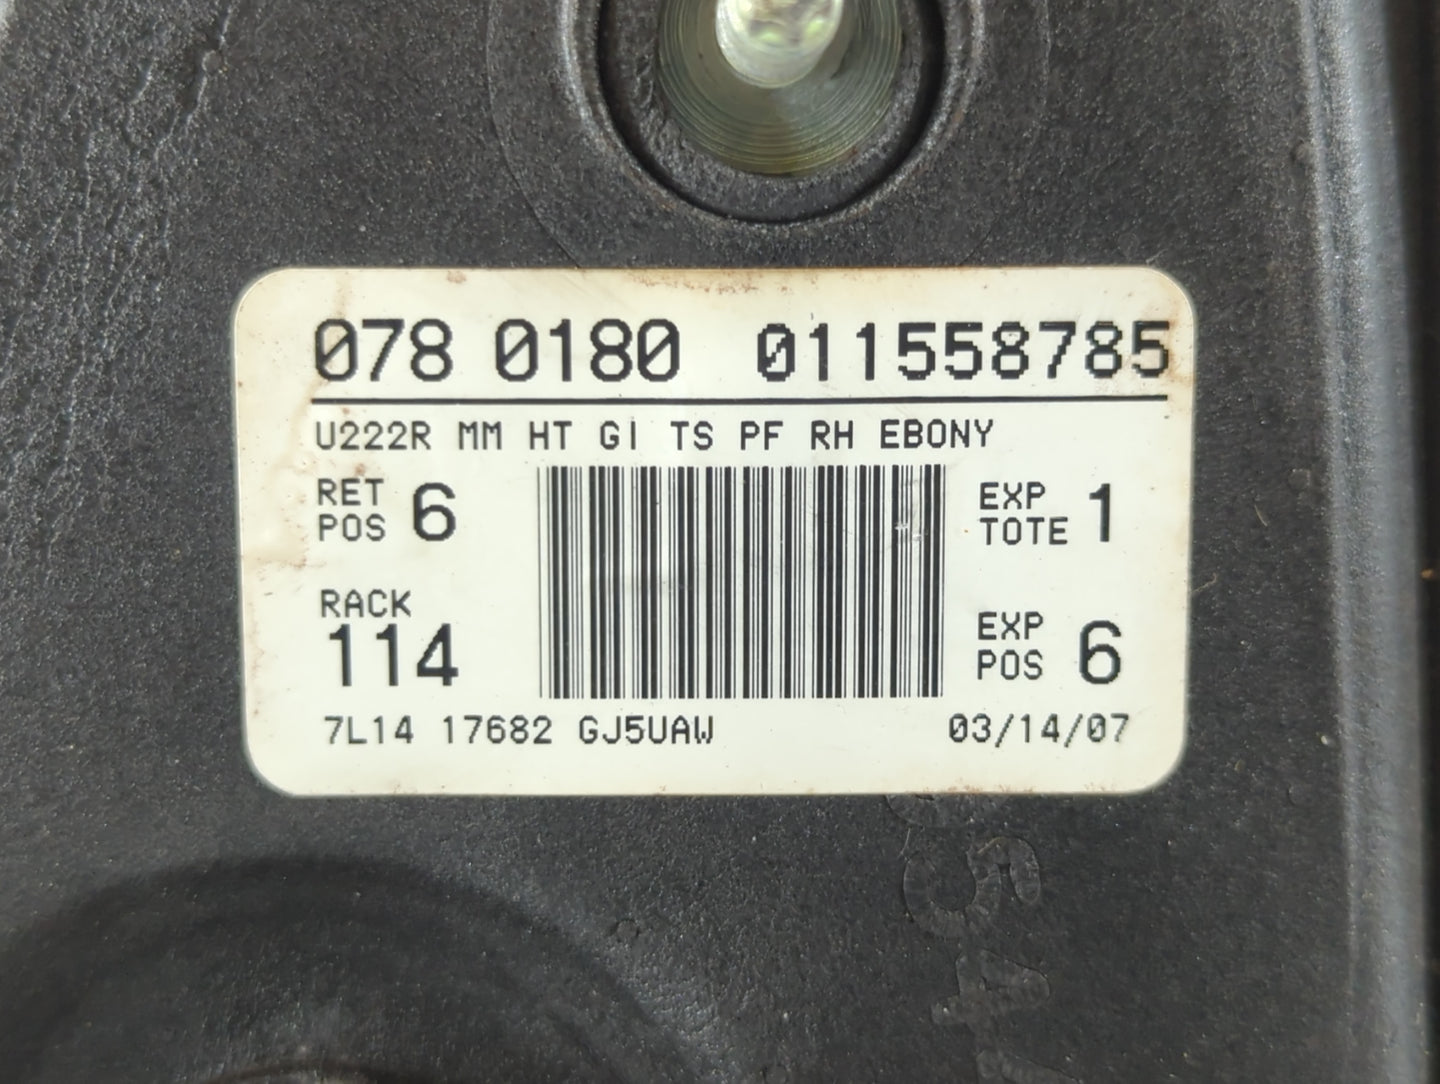 078 0180 011558785
U222R MM HT GI TS PF RH EBONY
RET POS 6
EXP TOTE 1
RACK 114
EXP POS 6
7L14 17682 GJ5UAW 03/14/07